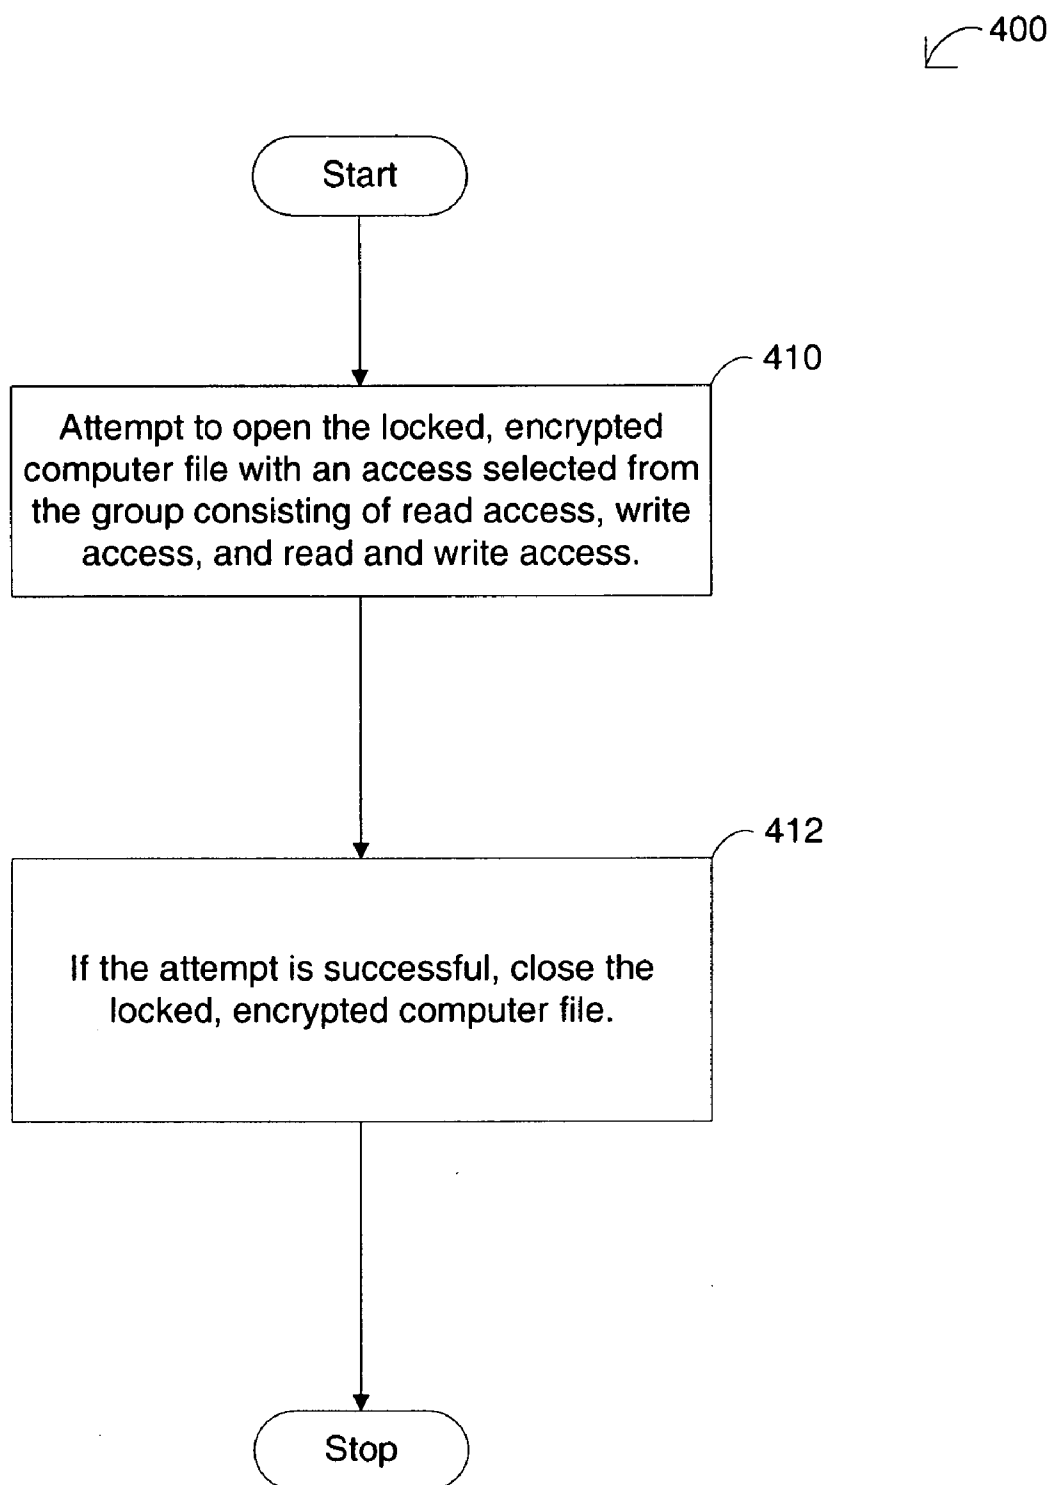 400
Start
410
Attempt to open the locked, encrypted
computer file with an access selected from
the group consisting of read access, write
access, and read and write access.
412
If the attempt is successful, close the
locked, encrypted computer file.
Stop